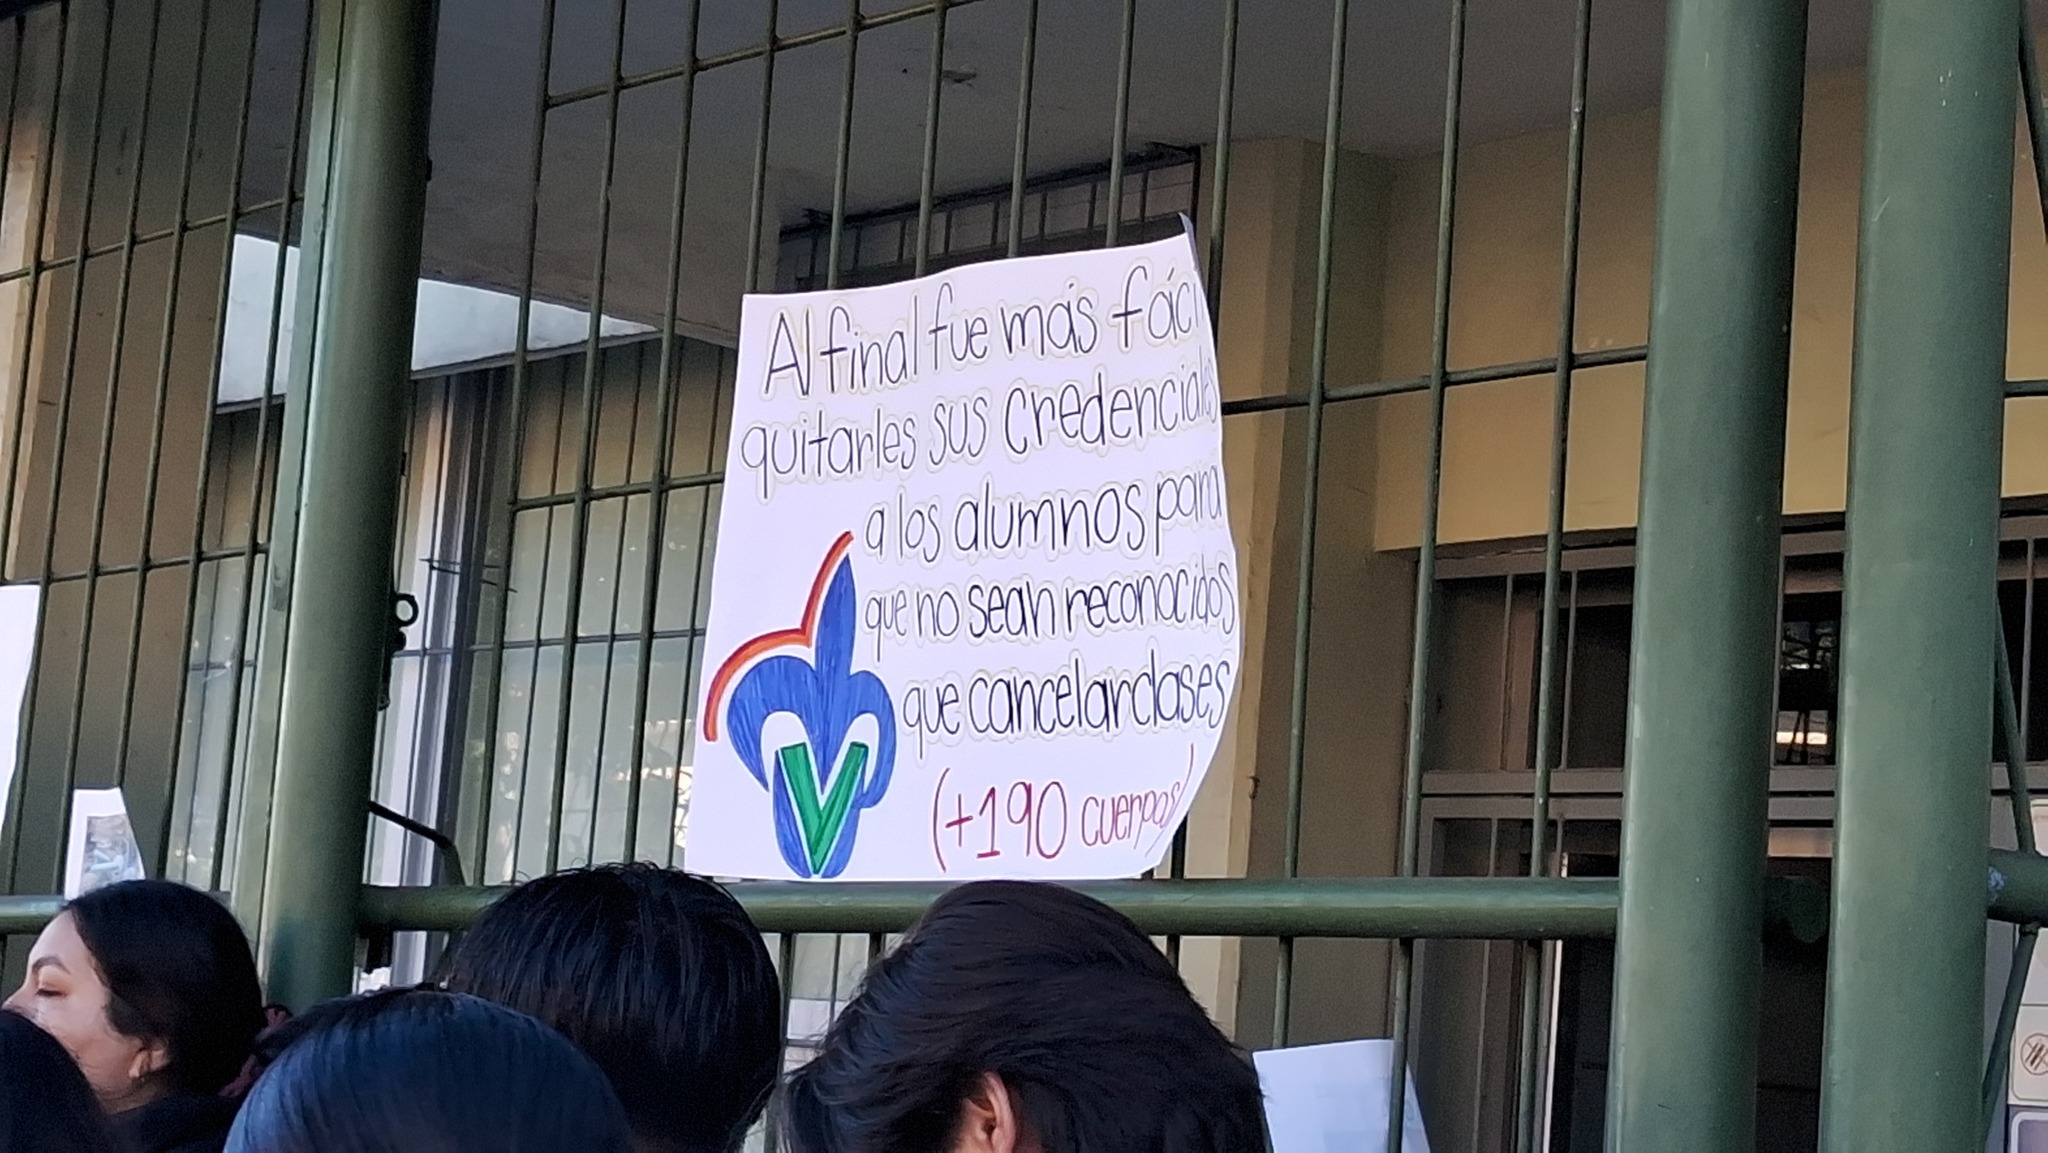 Al final fue más fácil
quitarles sus credenciales
a los alumnos para
que no sean reconocidos
que cancelar clases
(+190 cuerpos)